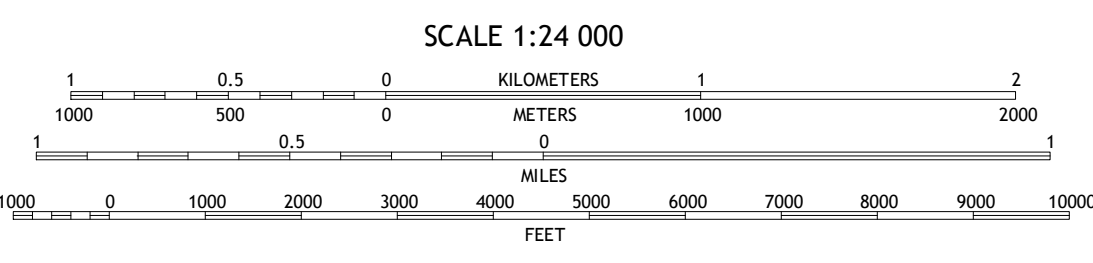 SCALE 1:24 000
1 0.5 0 KILOMETERS 1 2
1000 500 0 METERS 1000 2000
1 0.5 0 1
MILES
1000 0 1000 2000 3000 4000 5000 6000 7000 8000 9000 10000
FEET